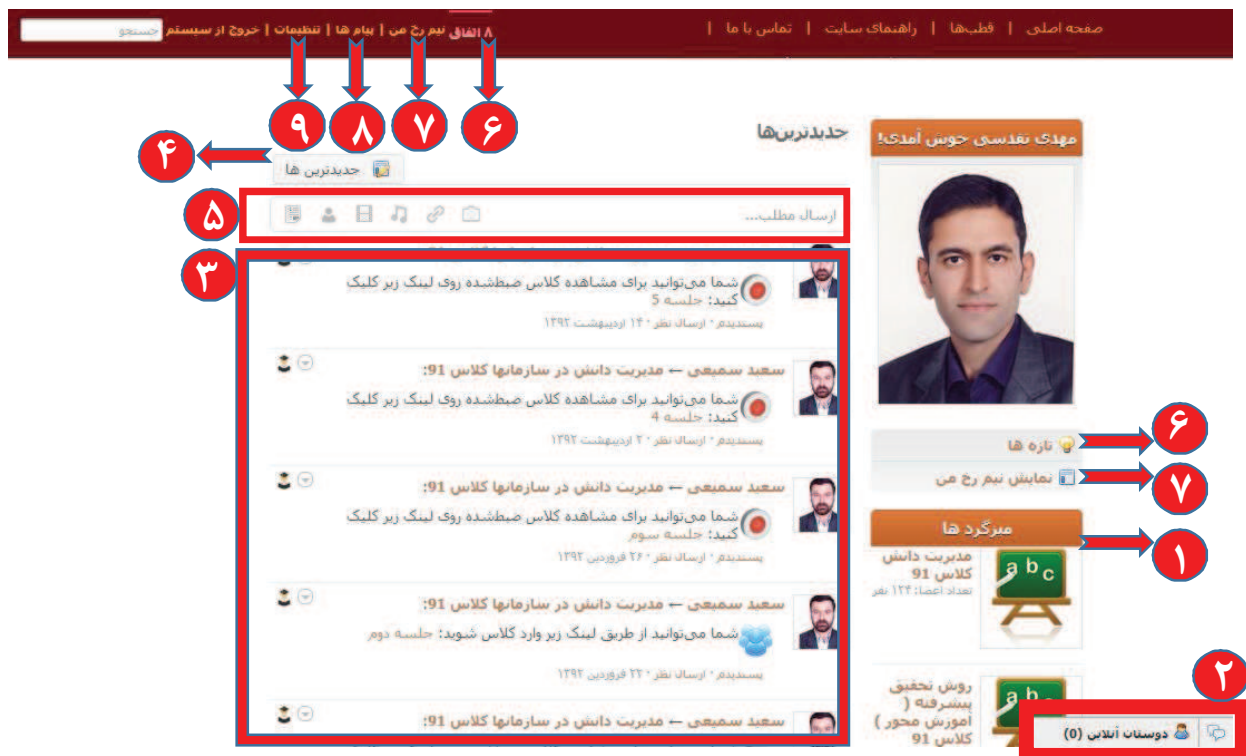 صفحه اصلی | قطب‌ها | راهنمای سایت | تماس با ما |
۸ اتفاق نیم رخ من | پیام ها | تنظیمات | خروج از سیستم جستجو
۶
۷
۸
۹
مهدی تقدسی خوش آمدی!
جدیدترین‌ها
۴
جدیدترین ها
۵
ارسال مطلب...
۳
شما می‌توانید برای مشاهده کلاس ضبط‌شده روی لینک زیر کلیک
کنید: جلسه 5
پسندیدم · ارسال نظر · ۱۴ اردیبهشت ۱۳۹۲
سعید سمیعی ← مدیریت دانش در سازمانها کلاس 91:
شما می‌توانید برای مشاهده کلاس ضبط‌شده روی لینک زیر کلیک
کنید: جلسه 4
پسندیدم · ارسال نظر · ۲ اردیبهشت ۱۳۹۲
سعید سمیعی ← مدیریت دانش در سازمانها کلاس 91:
شما می‌توانید برای مشاهده کلاس ضبط‌شده روی لینک زیر کلیک
کنید: جلسه سوم
پسندیدم · ارسال نظر · ۲۶ فروردین ۱۳۹۲
سعید سمیعی ← مدیریت دانش در سازمانها کلاس 91:
شما می‌توانید از طریق لینک زیر وارد کلاس شوید: جلسه دوم
پسندیدم · ارسال نظر · ۲۲ فروردین ۱۳۹۲
سعید سمیعی ← مدیریت دانش در سازمانها کلاس 91:
تازه ها
۶
نمایش نیم رخ من
۷
میزگرد ها
۱
مدیریت دانش
کلاس 91
تعداد اعضا: ۱۲۴ نفر
a b c
روش تحقیق
پیشرفته (
آموزش محور )
کلاس 91
a b
۲
دوستان آنلاین (0)